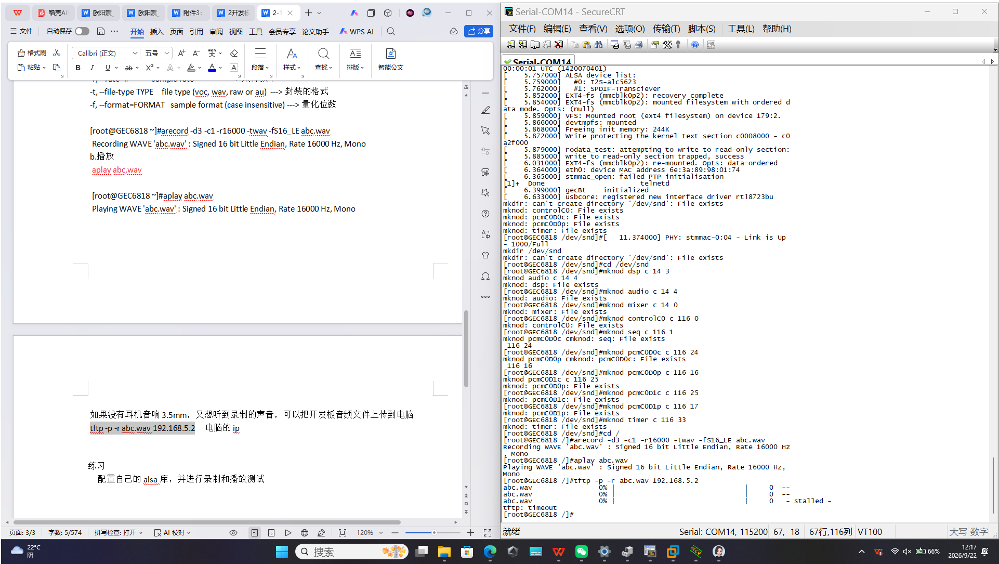 稻壳AI 欧阳宸 欧阳宸 附件3: 2开发板 2-1
文件 自动保存 开始 插入 页面 引用 审阅 视图 工具 会员专享 论文助手 WPS AI 分享
格式刷 Calibri (正文) 五号
粘贴 B I U ab X² A A A 段落 样式 查找 排版 智能公文
-t, --file-type TYPE file type (voc, wav, raw or au) ---> 封装的格式
-f, --format=FORMAT sample format (case insensitive) ---> 量化位数
[root@GEC6818 ~]#arecord -d3 -c1 -r16000 -twav -fS16_LE abc.wav
Recording WAVE 'abc.wav' : Signed 16 bit Little Endian, Rate 16000 Hz, Mono
b.播放
aplay abc.wav
[root@GEC6818 ~]#aplay abc.wav
Playing WAVE 'abc.wav' : Signed 16 bit Little Endian, Rate 16000 Hz, Mono
如果没有耳机音响 3.5mm，又想听到录制的声音，可以把开发板音频文件上传到电脑
tftp -p -r abc.wav 192.168.5.2 电脑的 ip
练习
配置自己的 alsa 库，并进行录制和播放测试
页面: 3/3 字数: 5/574 拼写检查: 打开 AI 校对 120%
Serial-COM14 - SecureCRT
文件(F) 编辑(E) 查看(V) 选项(O) 传输(T) 脚本(S) 工具(L) 帮助(H)
Serial-COM14
00:00:01 UTC (1420070401)
[    5.757000] ALSA device list:
[    5.759000]   #0: I2S-alc5623
[    5.762000]   #1: SPDIF-Transciever
[    5.852000] EXT4-fs (mmcblk0p2): recovery complete
[    5.854000] EXT4-fs (mmcblk0p2): mounted filesystem with ordered d
ata mode. Opts: (null)
[    5.859000] VFS: Mounted root (ext4 filesystem) on device 179:2.
[    5.866000] devtmpfs: mounted
[    5.868000] Freeing init memory: 244K
[    5.872000] Write protecting the kernel text section c0008000 - c0
a2f000
[    5.879000] rodata_test: attempting to write to read-only section:
[    5.885000] write to read-only section trapped, success
[    6.031000] EXT4-fs (mmcblk0p2): re-mounted. Opts: data=ordered
[    6.364000] eth0: device MAC address 6e:3a:89:98:01:74
[    6.365000] stmmac_open: failed PTP initialisation
[1]+  Done                       telnetd
[    6.399000] gecBt    initialized
[    6.633000] usbcore: registered new interface driver rtl8723bu
mkdir: can't create directory '/dev/snd': File exists
mknod: controlC0: File exists
mknod: pcmC0D0c: File exists
mknod: pcmC0D0p: File exists
mknod: timer: File exists
[root@GEC6818 /dev/snd]#[   11.374000] PHY: stmmac-0:04 - Link is Up
- 1000/Full
mkdir /dev/snd
mkdir: can't create directory '/dev/snd': File exists
[root@GEC6818 /dev/snd]#cd /dev/snd
[root@GEC6818 /dev/snd]#mknod dsp c 14 3
mknod audio c 14 4
mknod: dsp: File exists
[root@GEC6818 /dev/snd]#mknod audio c 14 4
mknod: audio: File exists
[root@GEC6818 /dev/snd]#mknod mixer c 14 0
mknod: mixer: File exists
[root@GEC6818 /dev/snd]#mknod controlC0 c 116 0
mknod: controlC0: File exists
[root@GEC6818 /dev/snd]#mknod seq c 116 1
mknod pcmC0D0c cmknod: seq: File exists
 116 24
[root@GEC6818 /dev/snd]#mknod pcmC0D0c c 116 24
mknod pcmC0D0p cmknod: pcmC0D0c: File exists
 116 16
[root@GEC6818 /dev/snd]#mknod pcmC0D0p c 116 16
mknod pcmC0D1c c 116 25
mknod: pcmC0D0p: File exists
[root@GEC6818 /dev/snd]#mknod pcmC0D1c c 116 25
mknod: pcmC0D1c: File exists
[root@GEC6818 /dev/snd]#mknod pcmC0D1p c 116 17
mknod: pcmC0D1p: File exists
[root@GEC6818 /dev/snd]#mknod timer c 116 33
mknod: timer: File exists
[root@GEC6818 /dev/snd]#cd /
[root@GEC6818 /]#arecord -d3 -c1 -r16000 -twav -fS16_LE abc.wav
Recording WAVE 'abc.wav' : Signed 16 bit Little Endian, Rate 16000 Hz
, Mono
[root@GEC6818 /]#aplay abc.wav
Playing WAVE 'abc.wav' : Signed 16 bit Little Endian, Rate 16000 Hz,
Mono
[root@GEC6818 /]#tftp -p -r abc.wav 192.168.5.2
abc.wav                0% |                               |     0  --
abc.wav                0% |                               |     0  --
abc.wav                0% |                               |     0   - stalled -
tftp: timeout
[root@GEC6818 /]#
就绪 Serial: COM14, 115200 67, 18 67行,116列 VT100 大写 数字
22°C
阴
搜索
66%
12:17
2026/9/22